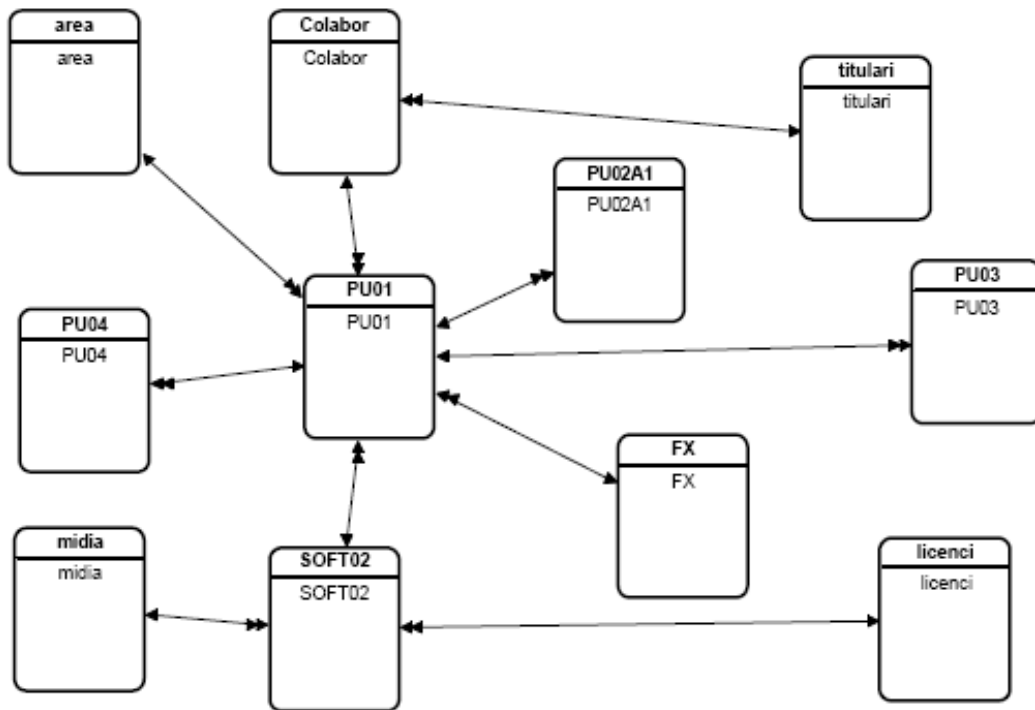 area
area
Colabor
Colabor
titulari
titulari
PU02A1
PU02A1
PU01
PU01
PU03
PU03
PU04
PU04
FX
FX
midia
midia
SOFT02
SOFT02
licenci
licenci